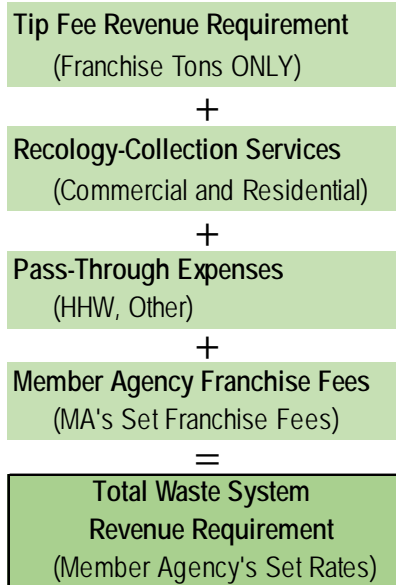 Tip Fee Revenue Requirement
(Franchise Tons ONLY)
+
Recology-Collection Services
(Commercial and Residential)
+
Pass-Through Expenses
(HHW, Other)
+
Member Agency Franchise Fees
(MA's Set Franchise Fees)
=
Total Waste System
Revenue Requirement
(Member Agency's Set Rates)